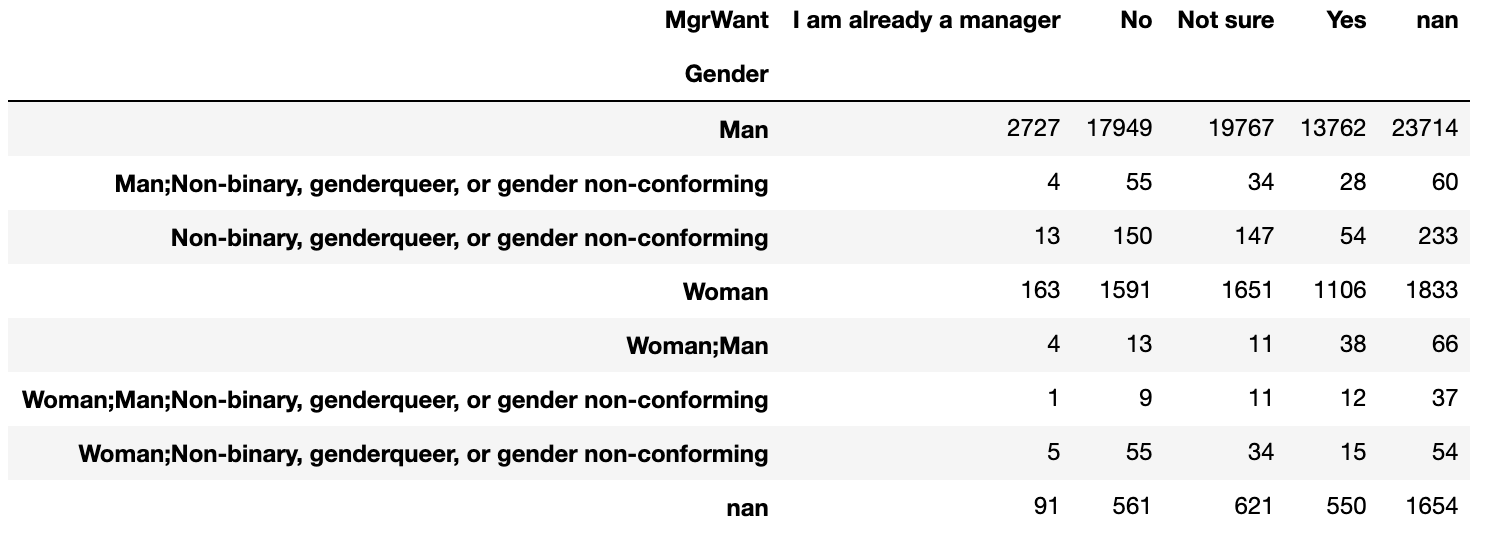 MgrWant I am already a manager No Not sure Yes nan
Gender
Man 2727 17949 19767 13762 23714
Man;Non-binary, genderqueer, or gender non-conforming 4 55 34 28 60
Non-binary, genderqueer, or gender non-conforming 13 150 147 54 233
Woman 163 1591 1651 1106 1833
Woman;Man 4 13 11 38 66
Woman;Man;Non-binary, genderqueer, or gender non-conforming 1 9 11 12 37
Woman;Non-binary, genderqueer, or gender non-conforming 5 55 34 15 54
nan 91 561 621 550 1654